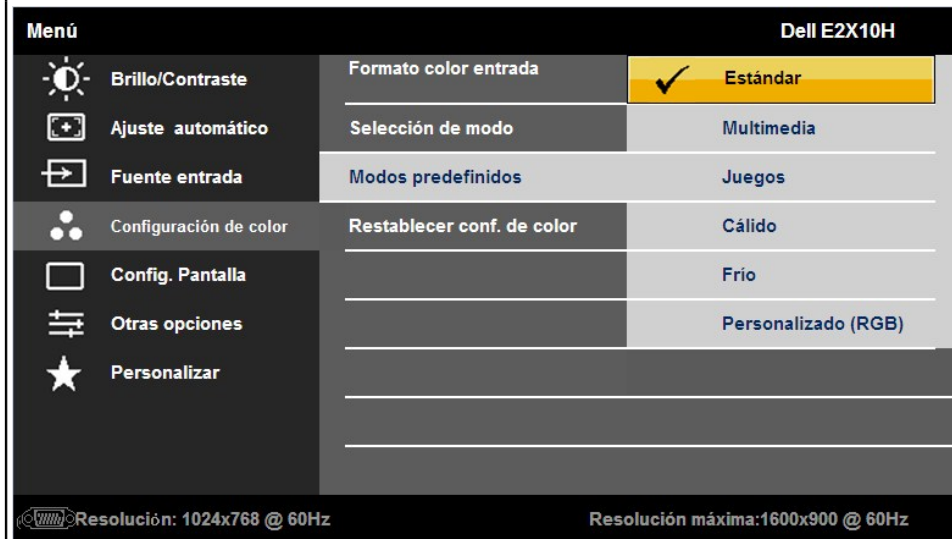 Menú Dell E2X10H
Brillo/Contraste Formato color entrada Estándar
Ajuste automático Selección de modo Multimedia
Fuente entrada Modos predefinidos Juegos
Configuración de color Restablecer conf. de color Cálido
Config. Pantalla Frío
Otras opciones Personalizado (RGB)
Personalizar
Resolución: 1024x768 @ 60Hz Resolución máxima:1600x900 @ 60Hz